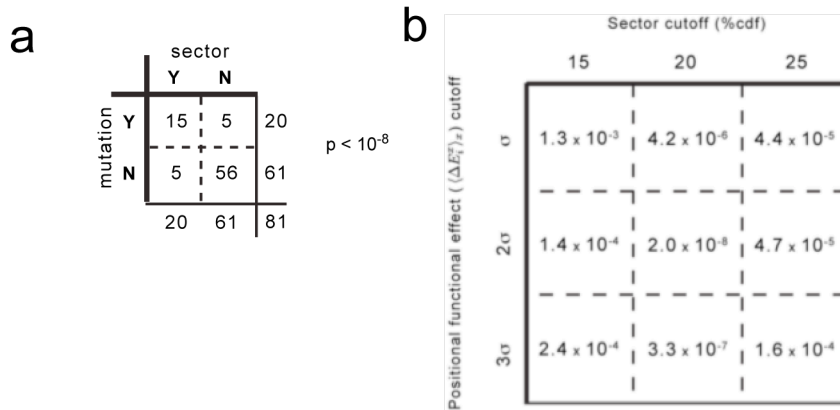 a
sector
Y N
mutation
Y 15 5 20
N 5 56 61
20 61 81
p < 10⁻⁸
b
Sector cutoff (%cdf)
15 20 25
Positional functional effect (⟨ΔEᵢˣ⟩ₓ) cutoff
σ 1.3 x 10⁻³ 4.2 x 10⁻⁶ 4.4 x 10⁻⁵
2σ 1.4 x 10⁻⁴ 2.0 x 10⁻⁸ 4.7 x 10⁻⁵
3σ 2.4 x 10⁻⁴ 3.3 x 10⁻⁷ 1.6 x 10⁻⁴